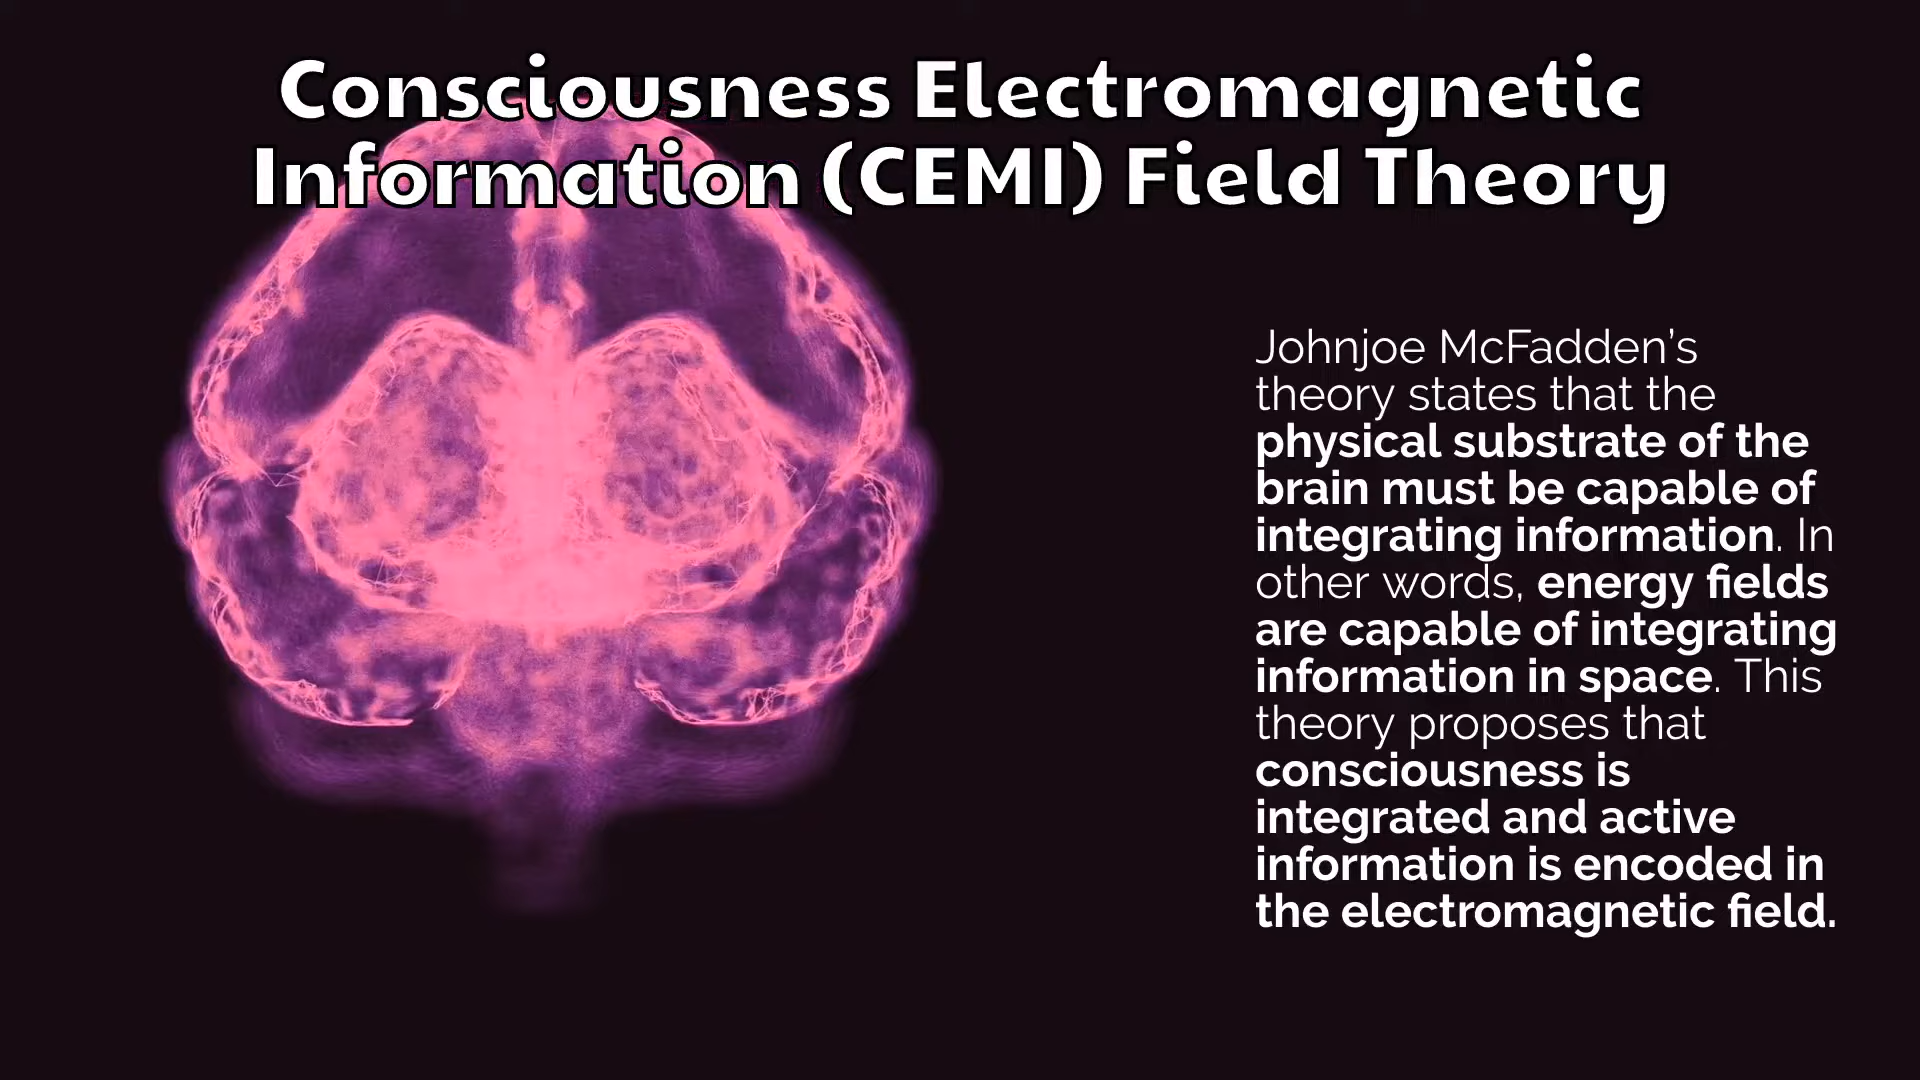 Consciousness Electromagnetic
Information (CEMI) Field Theory
Johnjoe McFadden’s
theory states that the
physical substrate of the
brain must be capable of
integrating information. In
other words, energy fields
are capable of integrating
information in space. This
theory proposes that
consciousness is
integrated and active
information is encoded in
the electromagnetic field.